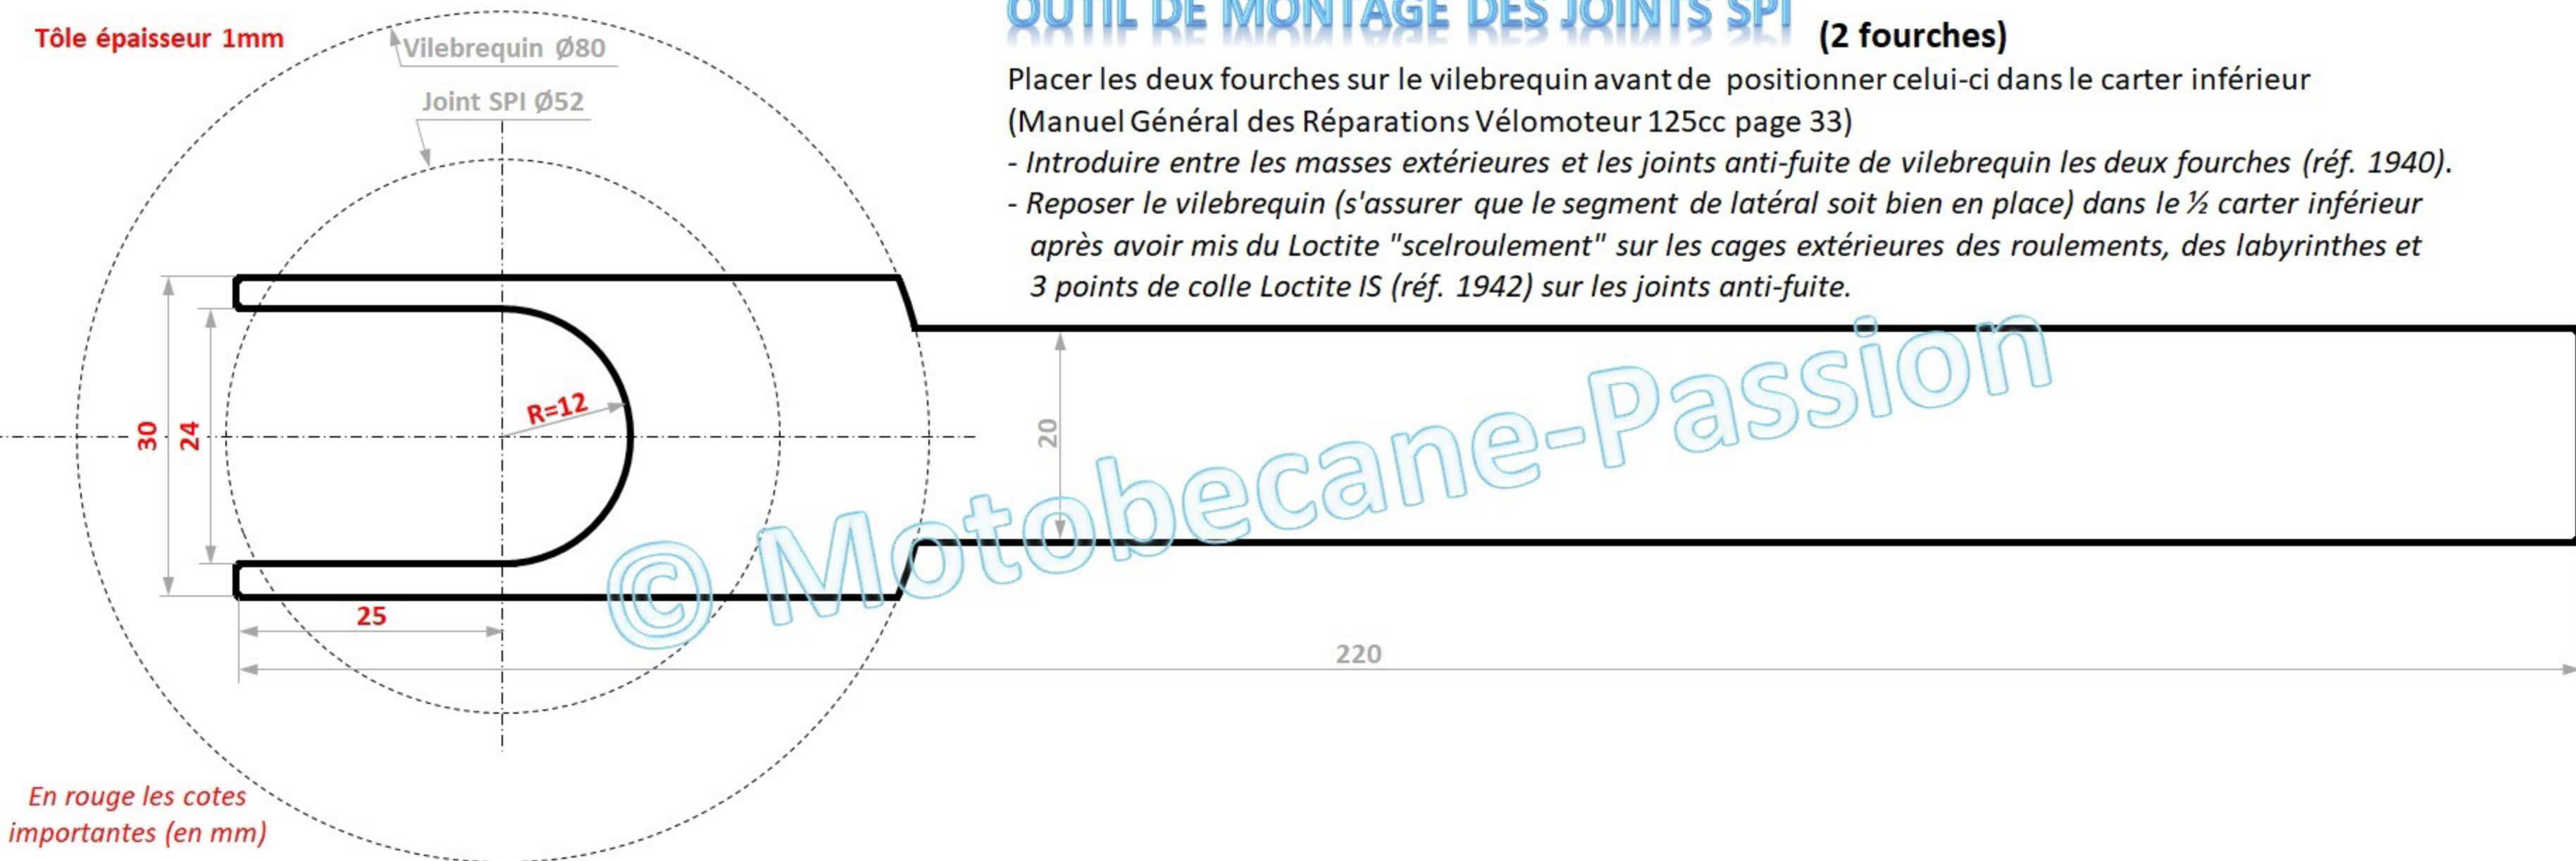 OUTIL DE MONTAGE DES JOINTS SPI (2 fourches)
Tôle épaisseur 1mm
Vilebrequin Ø80
Joint SPI Ø52
Placer les deux fourches sur le vilebrequin avant de positionner celui-ci dans le carter inférieur
(Manuel Général des Réparations Vélomoteur 125cc page 33)
- Introduire entre les masses extérieures et les joints anti-fuite de vilebrequin les deux fourches (réf. 1940).
- Reposer le vilebrequin (s'assurer que le segment de latéral soit bien en place) dans le ½ carter inférieur
après avoir mis du Loctite "scelroulement" sur les cages extérieures des roulements, des labyrinthes et
3 points de colle Loctite IS (réf. 1942) sur les joints anti-fuite.
R=12
30
24
20
25
220
© Motobecane-Passion
En rouge les cotes
importantes (en mm)